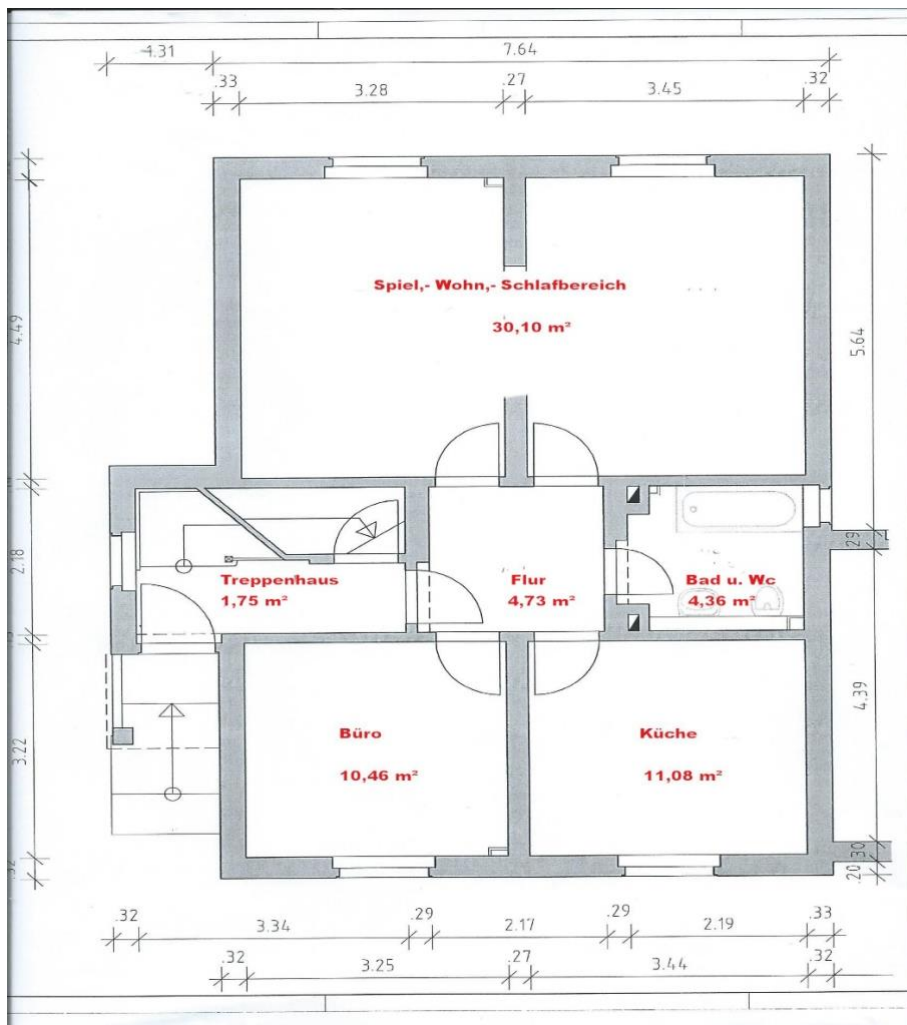 4.31
7.64
.33
3.28
.27
3.45
.32
4.49
5.64
Spiel,- Wohn,- Schlafbereich
30,10 m²
2.18
Treppenhaus
1,75 m²
Flur
4,73 m²
Bad u. Wc
4,36 m²
29
3.22
Büro
10,46 m²
Küche
11,08 m²
4.39
.30
.20
.32
3.34
.29
2.17
.29
2.19
.33
.32
3.25
.27
3.44
.32